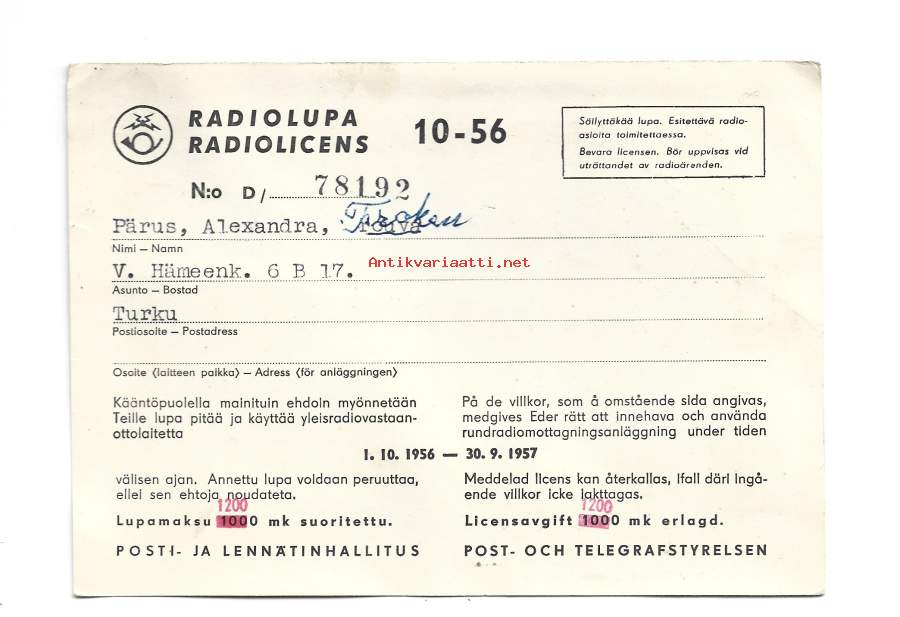 RADIOLUPA
RADIOLICENS
10-56
Säilyttäkää lupa. Esitettävä radio-
asioita toimitettaessa.
Bevara licensen. Bör uppvisas vid
uträttandet av radioärenden.
N:o D/ 78192
Pärus, Alexandra, rouva Fröken
Nimi — Namn
V. Hämeenk. 6 B 17.
Antikvariaatti.net
Asunto — Bostad
Turku
Postiosoite — Postadress
Osoite (laitteen paikka) — Adress (för anläggningen)
Kääntöpuolella mainituin ehdoin myönnetään
Teille lupa pitää ja käyttää yleisradiovastaan-
ottolaitetta
På de villkor, som å omstående sida angivas,
medgives Eder rätt att innehava och använda
rundradiomottagningsanläggning under tiden
1. 10. 1956 — 30. 9. 1957
välisen ajan. Annettu lupa voidaan peruuttaa,
ellei sen ehtoja noudateta.
Meddelad licens kan återkallas, ifall däri ingå-
ende villkor icke iakttagas.
1200
Lupamaksu 1000 mk suoritettu.
1200
Licensavgift 1000 mk erlagd.
POSTI- JA LENNÄTINHALLITUS
POST- OCH TELEGRAFSTYRELSEN